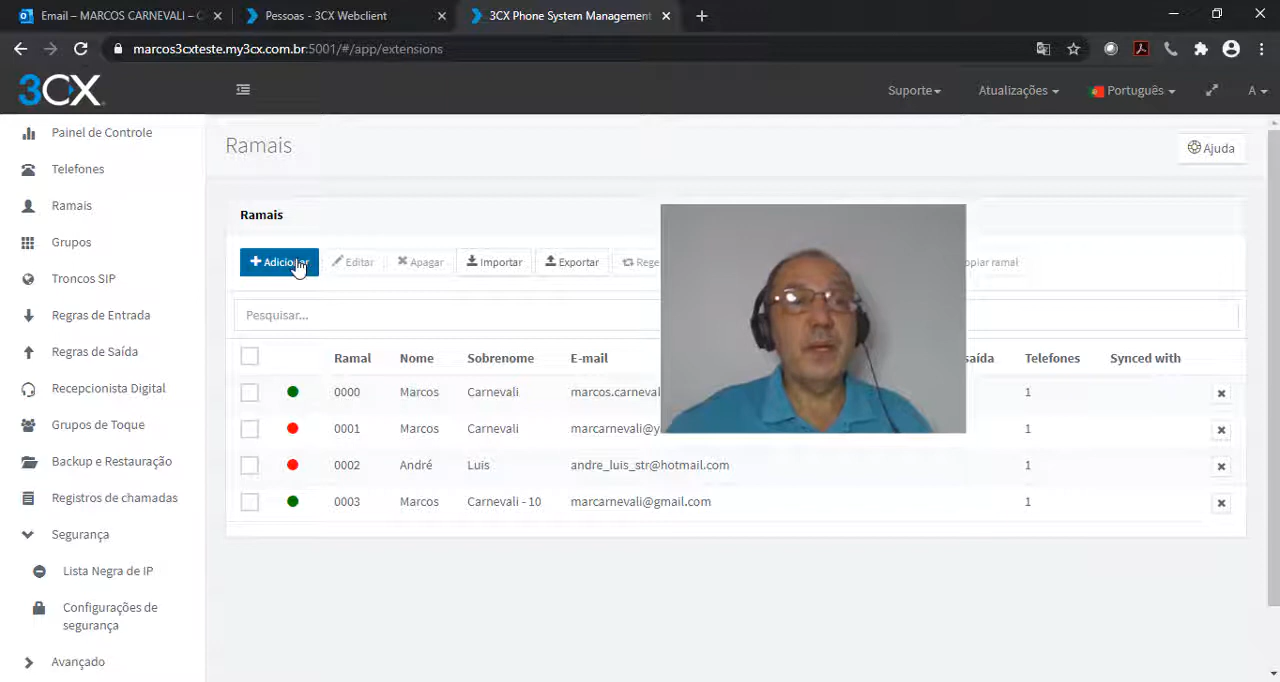 Email – MARCOS CARNEVALI – C
Pessoas - 3CX Webclient
3CX Phone System Management
marcos3cxteste.my3cx.com.br:5001/#/app/extensions
3CX
Suporte
Atualizações
Português
A
Painel de Controle
Telefones
Ramais
Grupos
Troncos SIP
Regras de Entrada
Regras de Saída
Recepcionista Digital
Grupos de Toque
Backup e Restauração
Registros de chamadas
Segurança
Lista Negra de IP
Configurações de
segurança
Avançado
Ramais
Ajuda
Ramais
Adicionar Editar Apagar Importar Exportar Rege opiar ramal
Pesquisar...
Ramal Nome Sobrenome E-mail saída Telefones Synced with
0000 Marcos Carnevali marcos.carneval 1
0001 Marcos Carnevali marcarnevali@y 1
0002 André Luis andre_luis_str@hotmail.com 1
0003 Marcos Carnevali - 10 marcarnevali@gmail.com 1